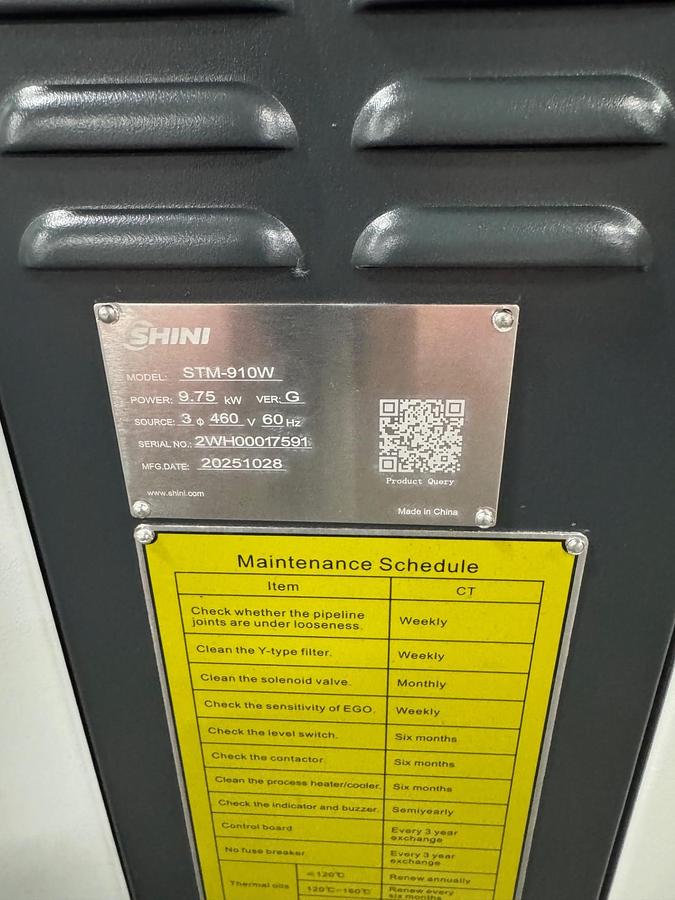 SHINI
MODEL: STM-910W
POWER: 9.75 kW VER: G
SOURCE: 3 Φ 460 V 60 Hz
SERIAL NO.: 2WH00017591
MFG.DATE: 20251028
www.shini.com
Product Query
Made in China
Maintenance Schedule
Item CT
Check whether the pipeline
joints are under looseness. Weekly
Clean the Y-type filter. Weekly
Clean the solenoid valve. Monthly
Check the sensitivity of EGO. Weekly
Check the level switch. Six months
Check the contactor. Six months
Clean the process heater/cooler. Six months
Check the indicator and buzzer. Semiyearly
Control board Every 3 year
exchange
No fuse breaker Every 3 year
exchange
Thermal oils ≤120℃ Renew annually
120℃~160℃ Renew every
six months